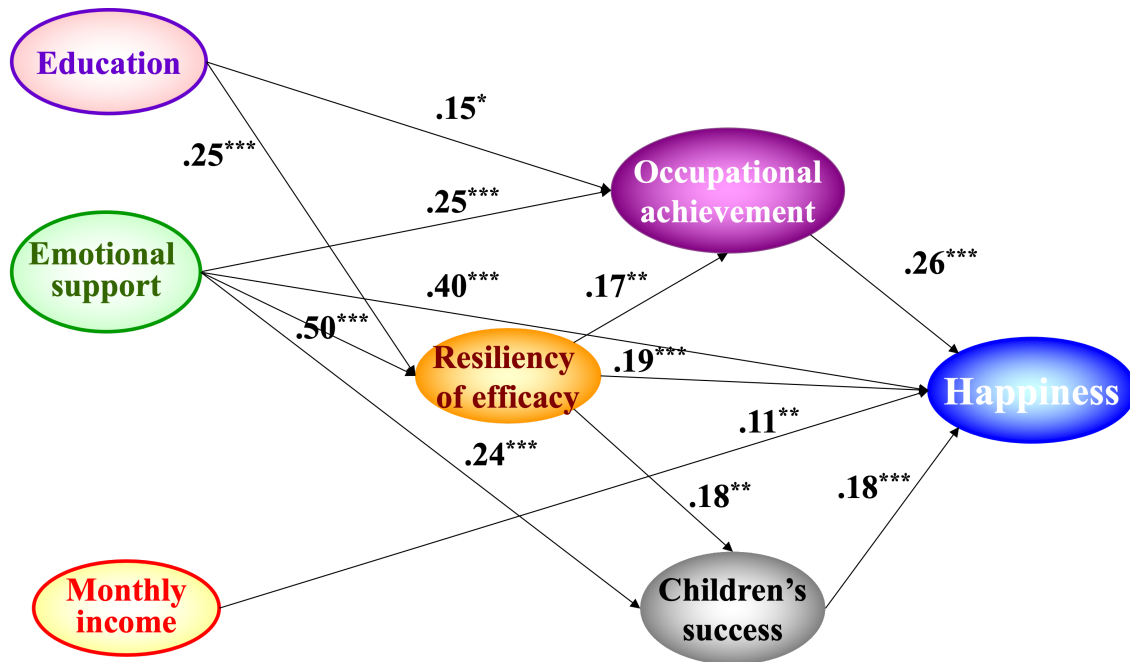 Education
.15*
.25***
Occupational
achievement
.25***
Emotional
support
.40***
.17**
.26***
.50***
Resiliency
of efficacy
.19***
Happiness
.11**
.24***
.18**
.18***
Monthly
income
Children's
success